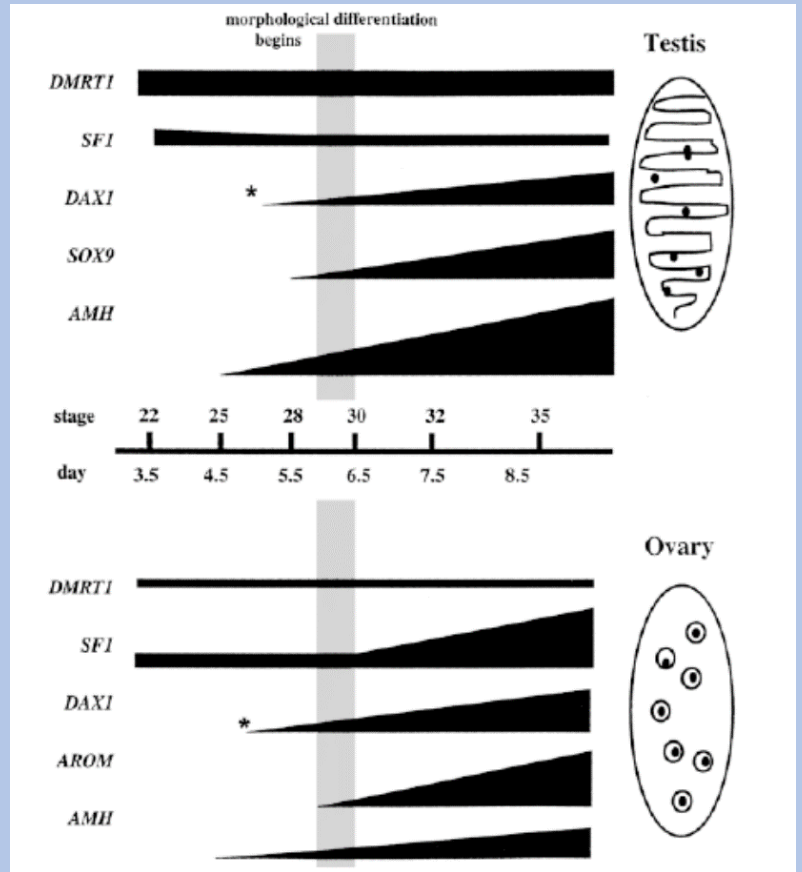 morphological differentiation
begins
Testis
DMRT1
SF1
*
DAX1
SOX9
AMH
stage 22 25 28 30 32 35
day 3.5 4.5 5.5 6.5 7.5 8.5
Ovary
DMRT1
SF1
DAX1
*
AROM
AMH